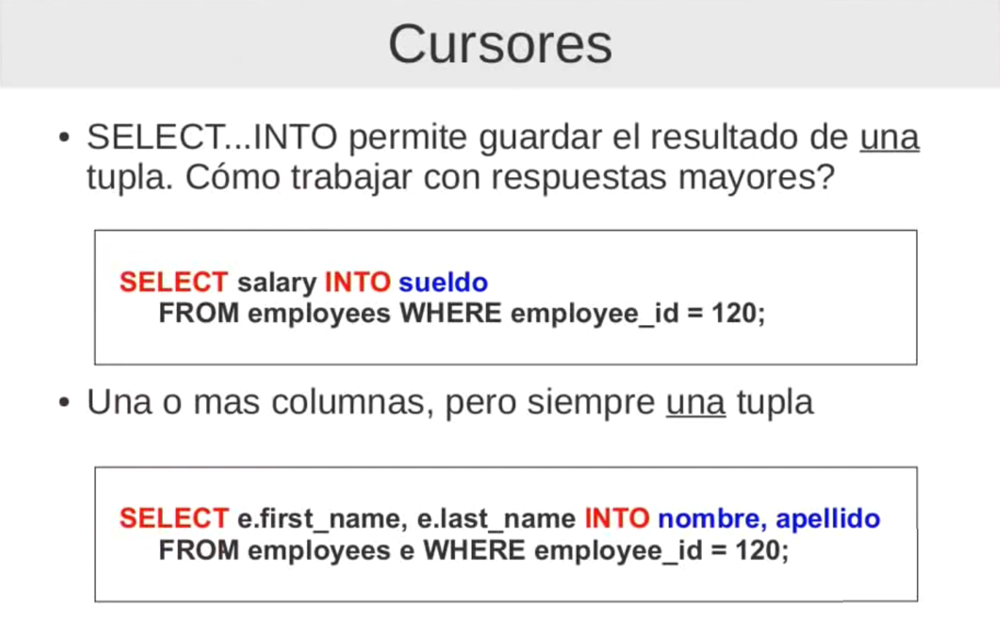 Cursores
• SELECT...INTO permite guardar el resultado de una
tupla. Cómo trabajar con respuestas mayores?
SELECT salary INTO sueldo
FROM employees WHERE employee_id = 120;
• Una o mas columnas, pero siempre una tupla
SELECT e.first_name, e.last_name INTO nombre, apellido
FROM employees e WHERE employee_id = 120;